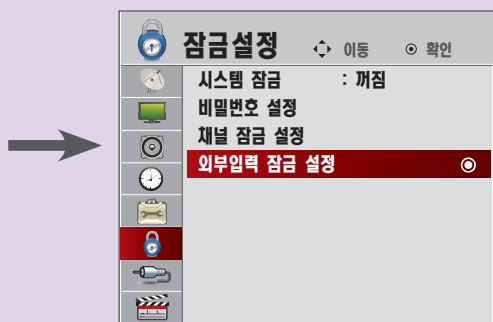 잠금설정 이동 확인
시스템 잠금 : 꺼짐
비밀번호 설정
채널 잠금 설정
외부입력 잠금 설정